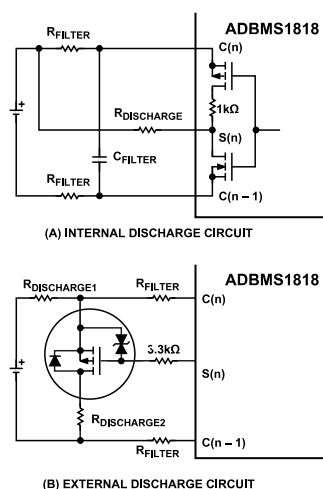 RFILTER
ADBMS1818
C(n)
1kΩ
RDISCHARGE
S(n)
CFILTER
RFILTER
C(n – 1)
(A) INTERNAL DISCHARGE CIRCUIT
ADBMS1818
RDISCHARGE1
RFILTER
C(n)
3.3kΩ
S(n)
RDISCHARGE2
RFILTER
C(n – 1)
(B) EXTERNAL DISCHARGE CIRCUIT